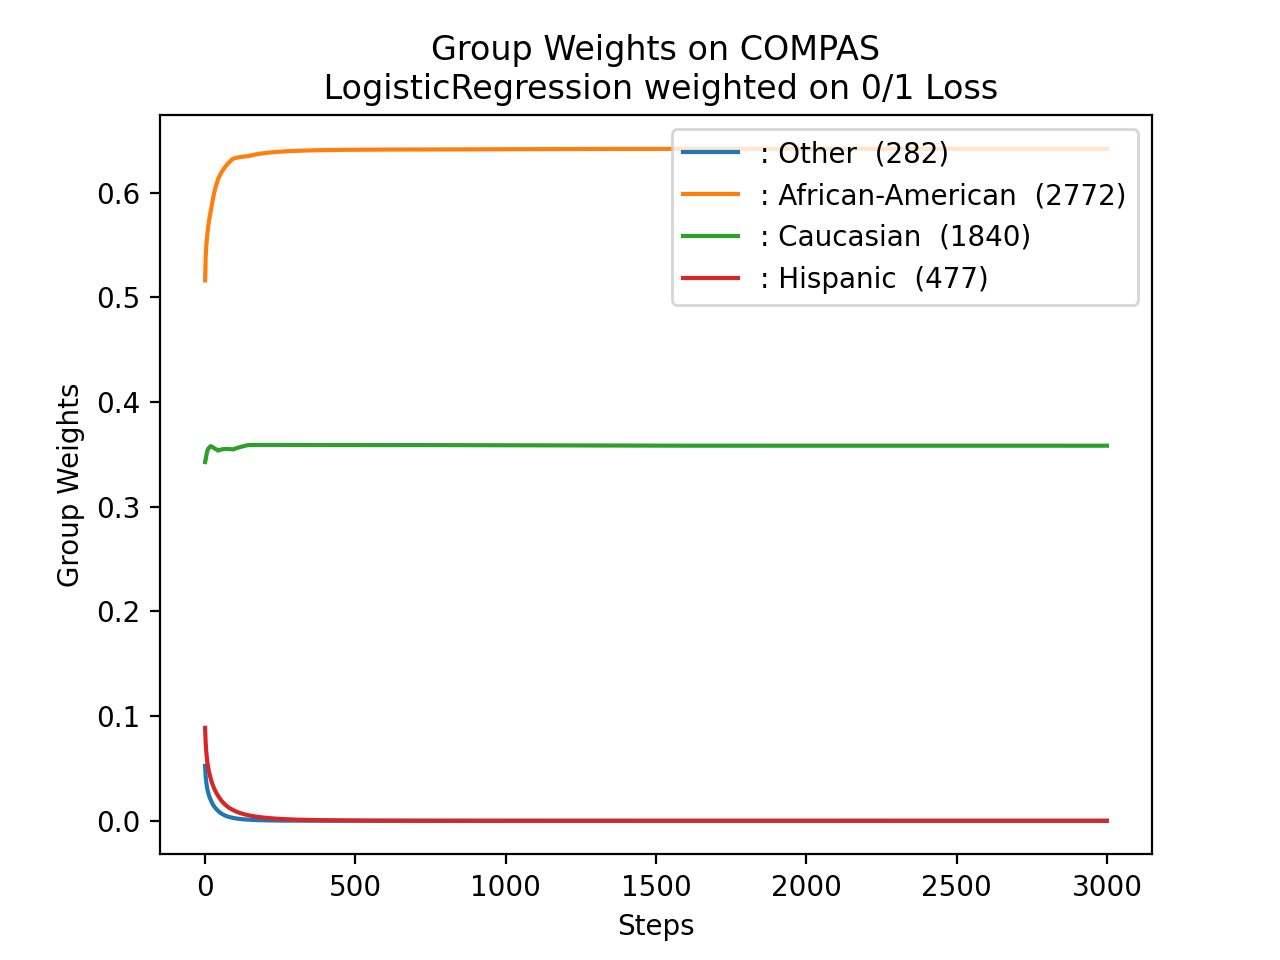 Group Weights on COMPAS
LogisticRegression weighted on 0/1 Loss
: Other (282)
: African-American (2772)
: Caucasian (1840)
: Hispanic (477)
Group Weights
0.6
0.5
0.4
0.3
0.2
0.1
0.0
0 500 1000 1500 2000 2500 3000
Steps